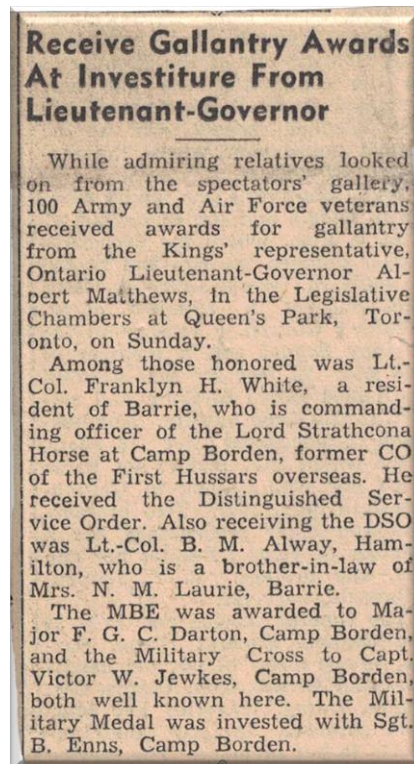 Receive Gallantry Awards
At Investiture From
Lieutenant-Governor
While admiring relatives looked
on from the spectators' gallery,
100 Army and Air Force veterans
received awards for gallantry
from the Kings' representative,
Ontario Lieutenant-Governor Al-
bert Matthews, in the Legislative
Chambers at Queen's Park, Tor-
onto, on Sunday.
Among those honored was Lt.-
Col. Franklyn H. White, a resi-
dent of Barrie, who is command-
ing officer of the Lord Strathcona
Horse at Camp Borden, former CO
of the First Hussars overseas. He
received the Distinguished Ser-
vice Order. Also receiving the DSO
was Lt.-Col. B. M. Alway, Ham-
ilton, who is a brother-in-law of
Mrs. N. M. Laurie, Barrie.
The MBE was awarded to Ma-
jor F. G. C. Darton, Camp Borden,
and the Military Cross to Capt.
Victor W. Jewkes, Camp Borden,
both well known here. The Mil-
itary Medal was invested with Sgt.
B. Enns, Camp Borden.